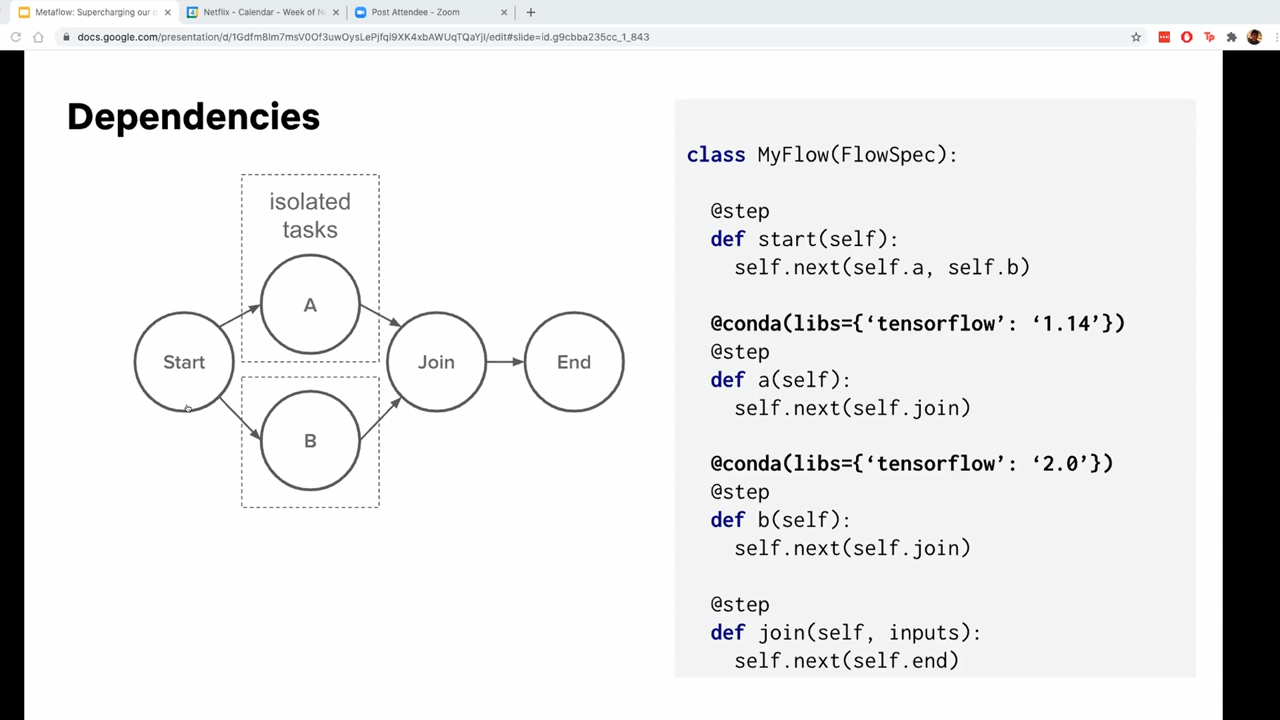 Metaflow: Supercharging our e
Netflix - Calendar - Week of N
Post Attendee - Zoom
docs.google.com/presentation/d/1Gdfm8lm7msV0Of3uwOysLePjfqi9XK4xbAWUqTQaYjI/edit#slide=id.g9cbba235cc_1_843
Dependencies
isolated
tasks
A
Start
Join
End
B
class MyFlow(FlowSpec):
@step
def start(self):
self.next(self.a, self.b)
@conda(libs={‘tensorflow’: ‘1.14’})
@step
def a(self):
self.next(self.join)
@conda(libs={‘tensorflow’: ‘2.0’})
@step
def b(self):
self.next(self.join)
@step
def join(self, inputs):
self.next(self.end)